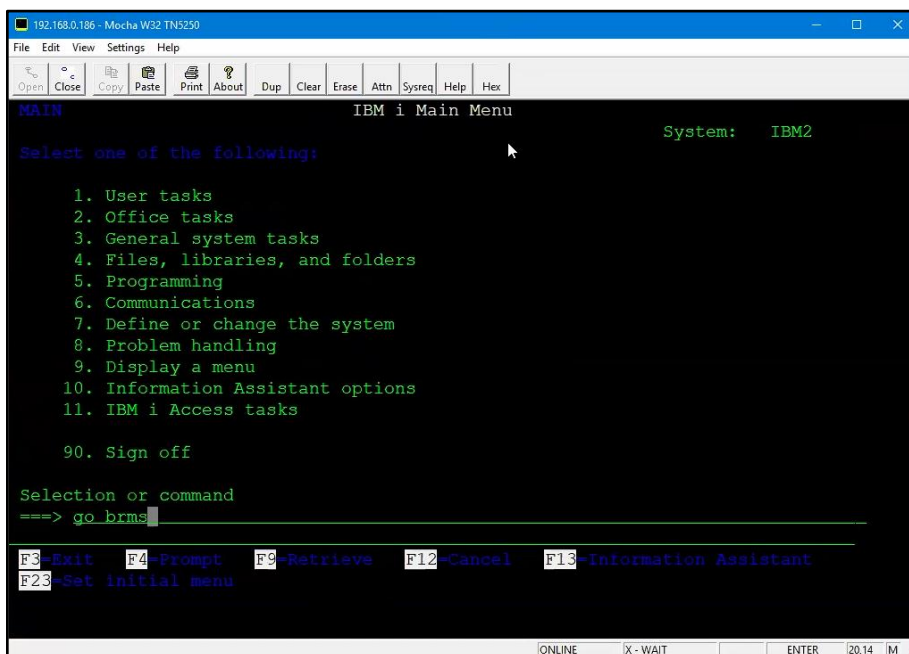 192.168.0.186 - Mocha W32 TN5250
File Edit View Settings Help
Open Close Copy Paste Print About Dup Clear Erase Attn Sysreq Help Hex
MAIN IBM i Main Menu
System: IBM2
Select one of the following:
1. User tasks
2. Office tasks
3. General system tasks
4. Files, libraries, and folders
5. Programming
6. Communications
7. Define or change the system
8. Problem handling
9. Display a menu
10. Information Assistant options
11. IBM i Access tasks
90. Sign off
Selection or command
===> go brms
F3=Exit F4=Prompt F9=Retrieve F12=Cancel F13=Information Assistant
F23=Set initial menu
ONLINE X - WAIT ENTER 20.14 M